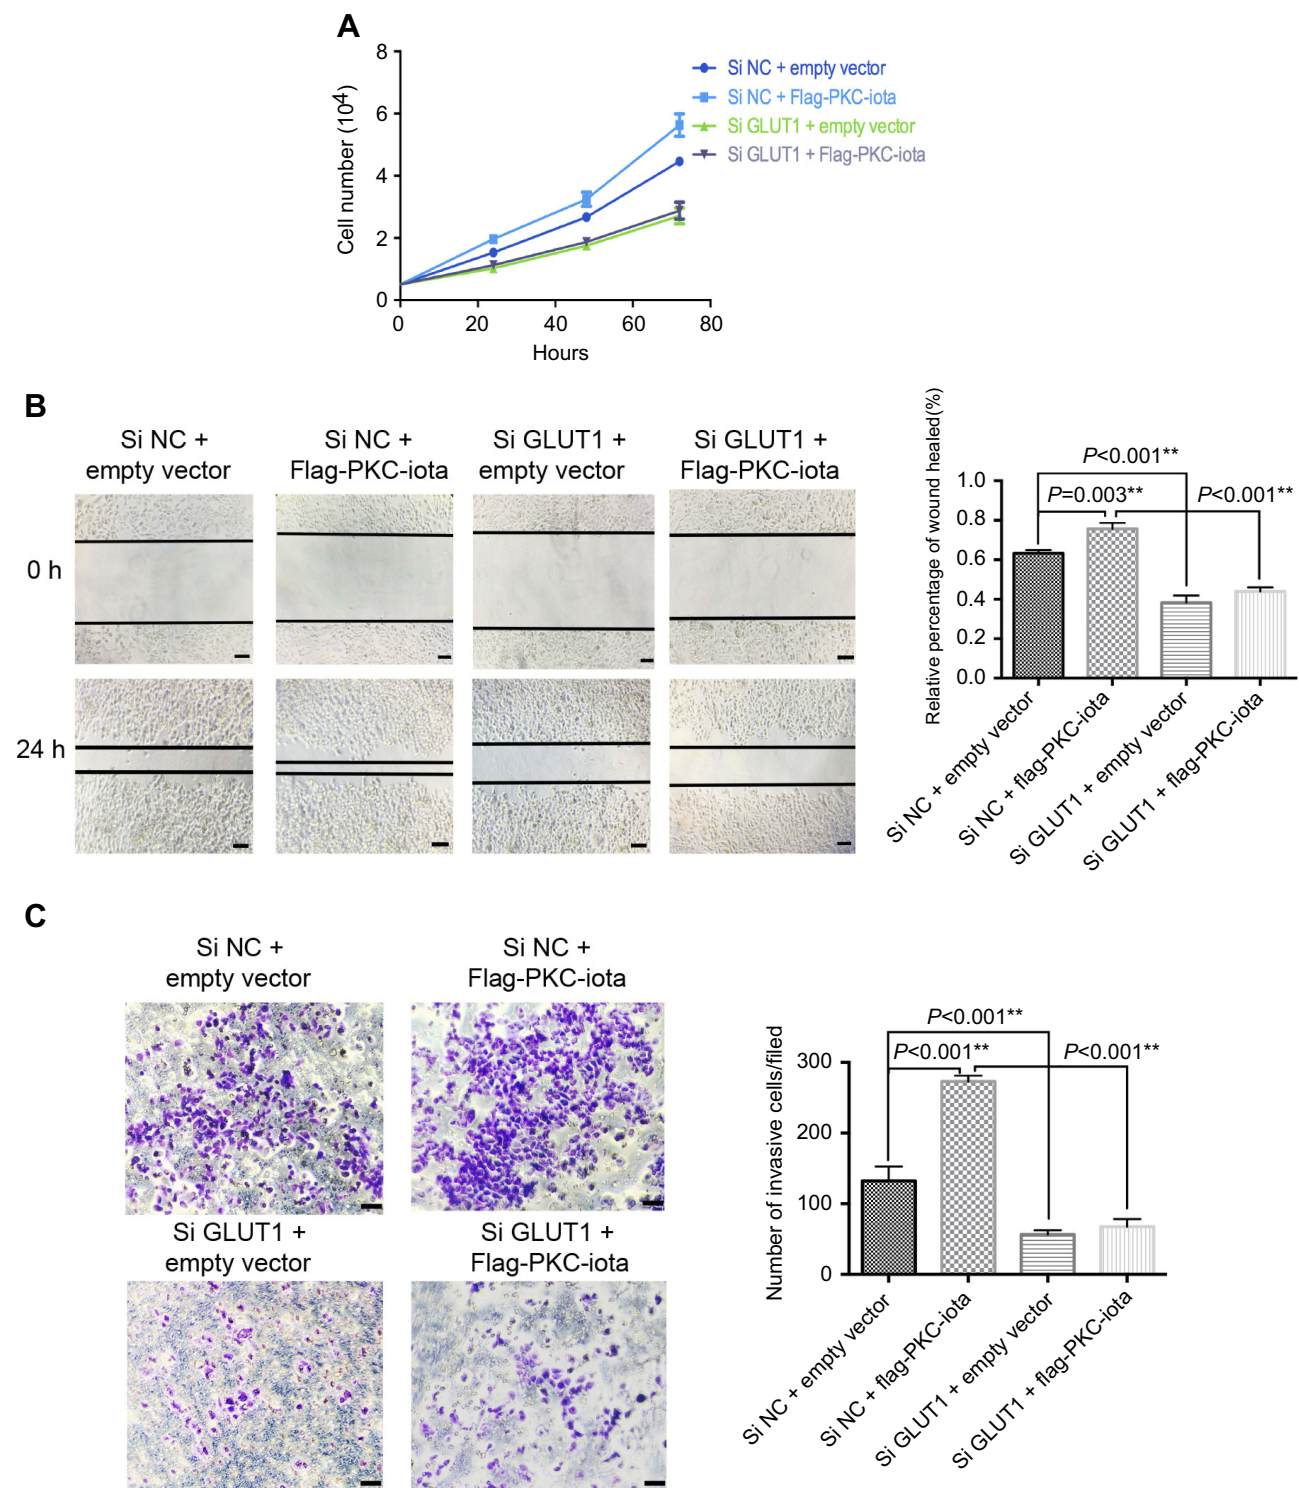 A
8
6
4
2
0
Cell number (10⁴)
0 20 40 60 80
Hours
Si NC + empty vector
Si NC + Flag-PKC-iota
Si GLUT1 + empty vector
Si GLUT1 + Flag-PKC-iota
B
Si NC +
empty vector
Si NC +
Flag-PKC-iota
Si GLUT1 +
empty vector
Si GLUT1 +
Flag-PKC-iota
0 h
24 h
Relative percentage of wound healed(%)
1.0
0.8
0.6
0.4
0.2
0.0
P<0.001**
P=0.003**
P<0.001**
Si NC + empty vector
Si NC + flag-PKC-iota
Si GLUT1 + empty vector
Si GLUT1 + flag-PKC-iota
C
Si NC +
empty vector
Si NC +
Flag-PKC-iota
Si GLUT1 +
empty vector
Si GLUT1 +
Flag-PKC-iota
Number of invasive cells/filed
300
200
100
0
P<0.001**
P<0.001**
P<0.001**
Si NC + empty vector
Si NC + flag-PKC-iota
Si GLUT1 + empty vector
Si GLUT1 + flag-PKC-iota